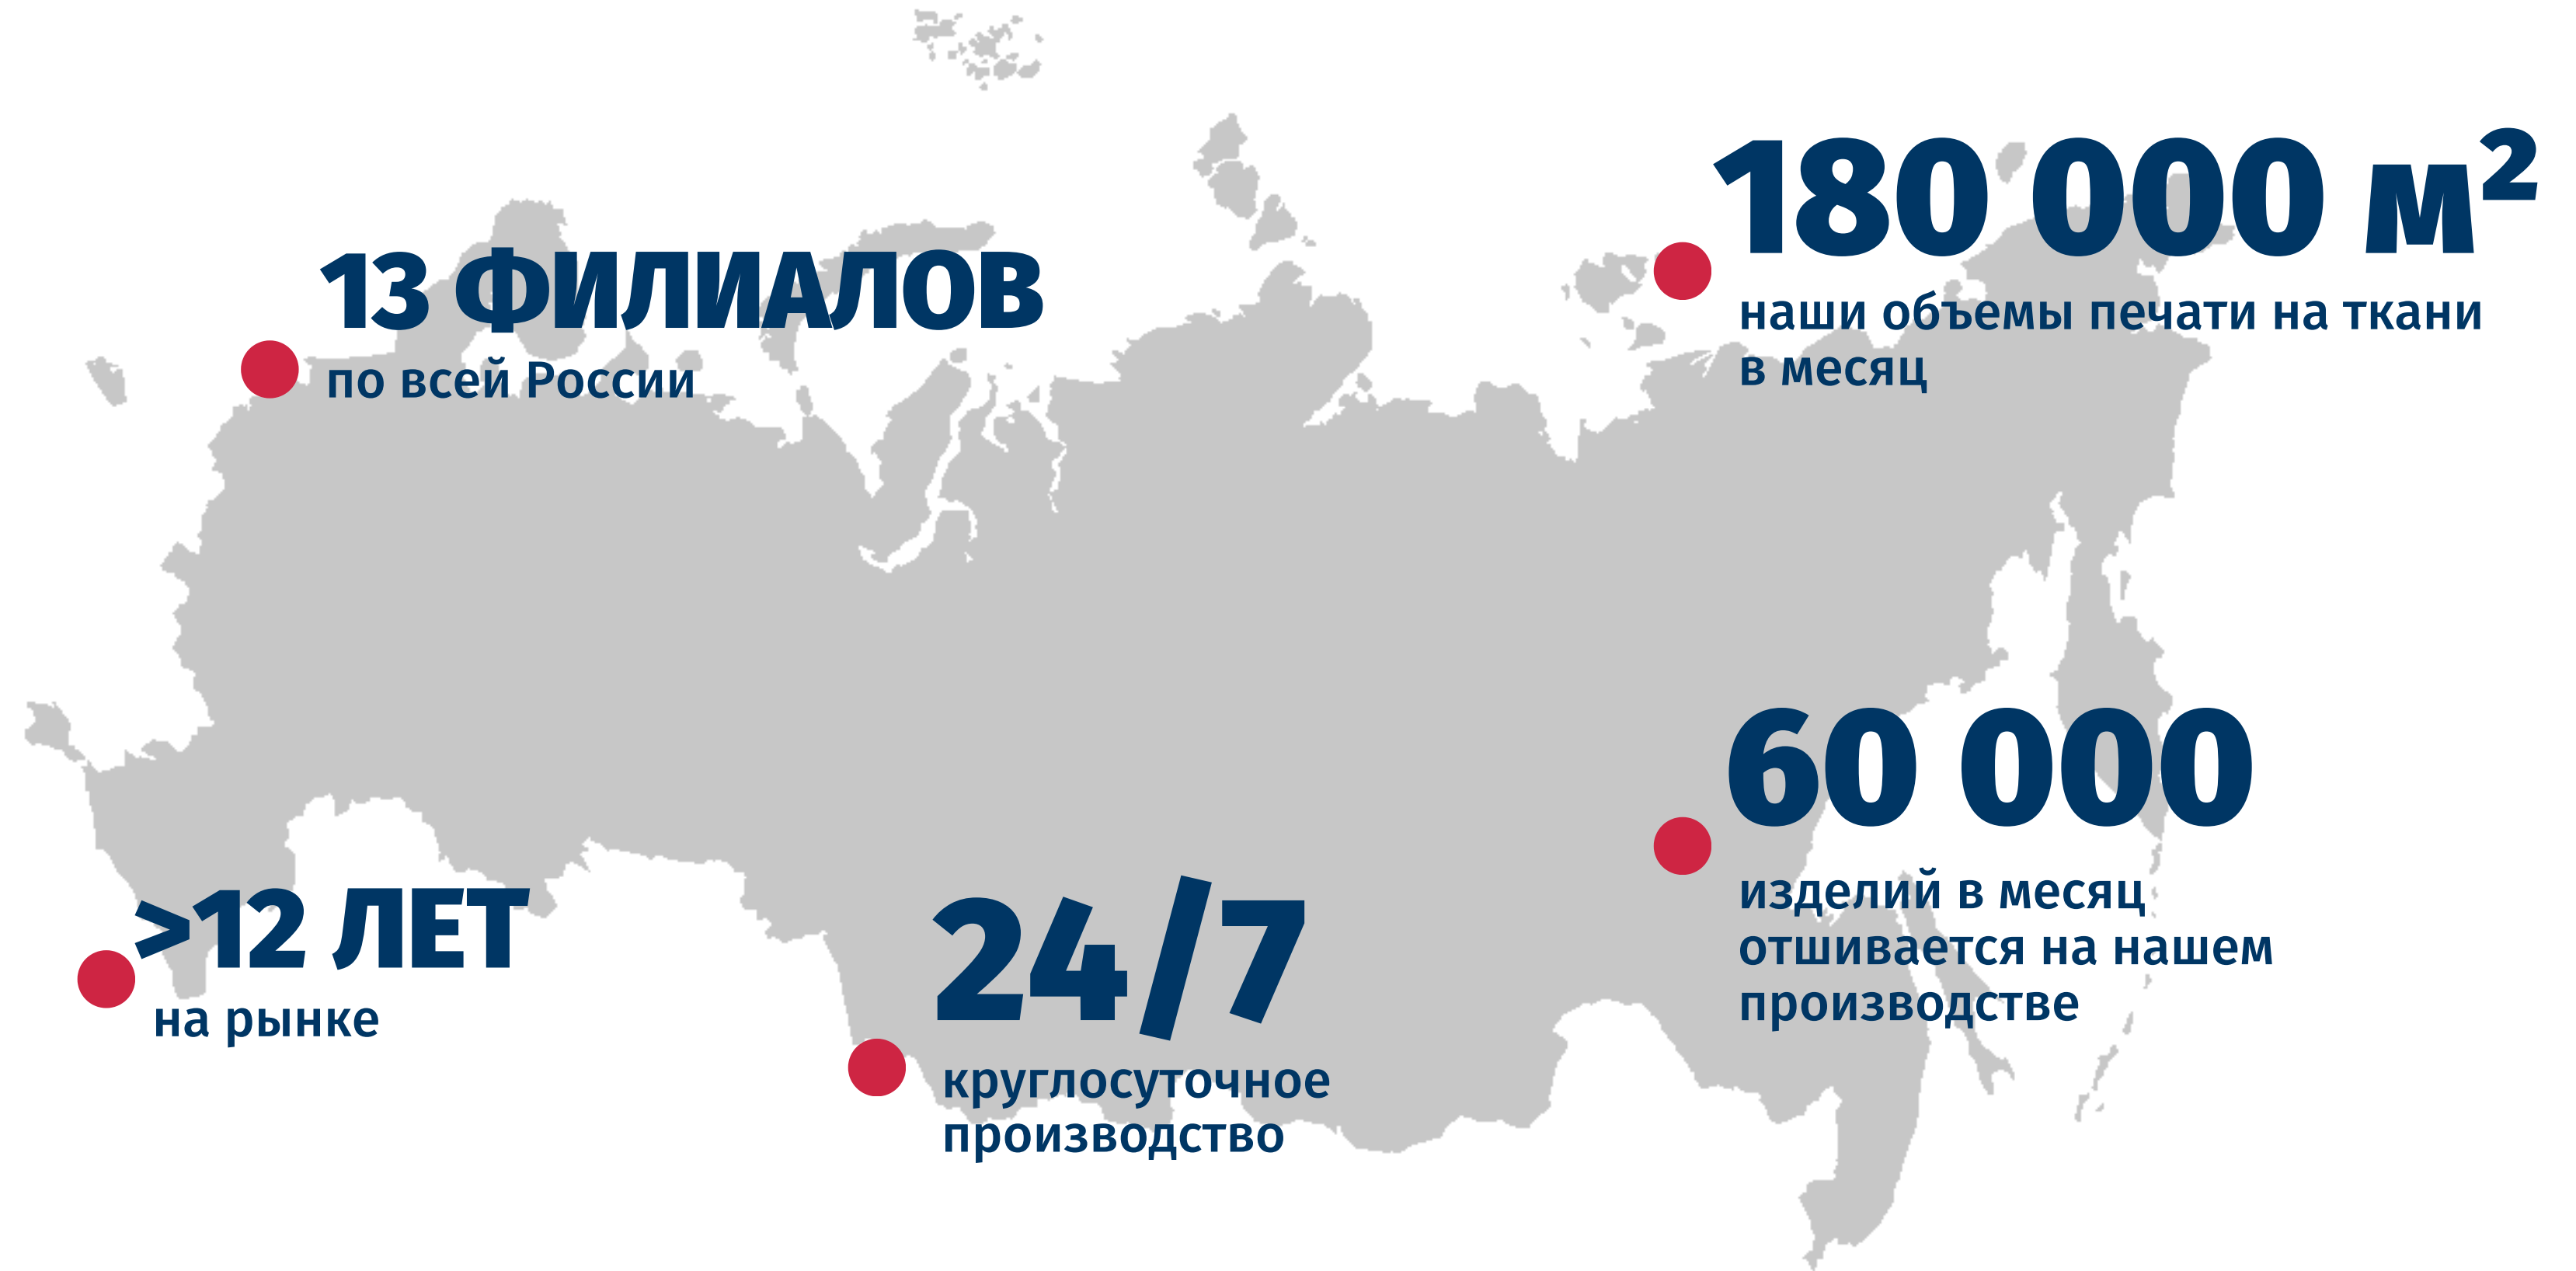 180 000 м²
наши объемы печати на ткани
в месяц
13 ФИЛИАЛОВ
по всей России
60 000
изделий в месяц
отшивается на нашем
производстве
>12 ЛЕТ
на рынке
24/7
круглосуточное
производство